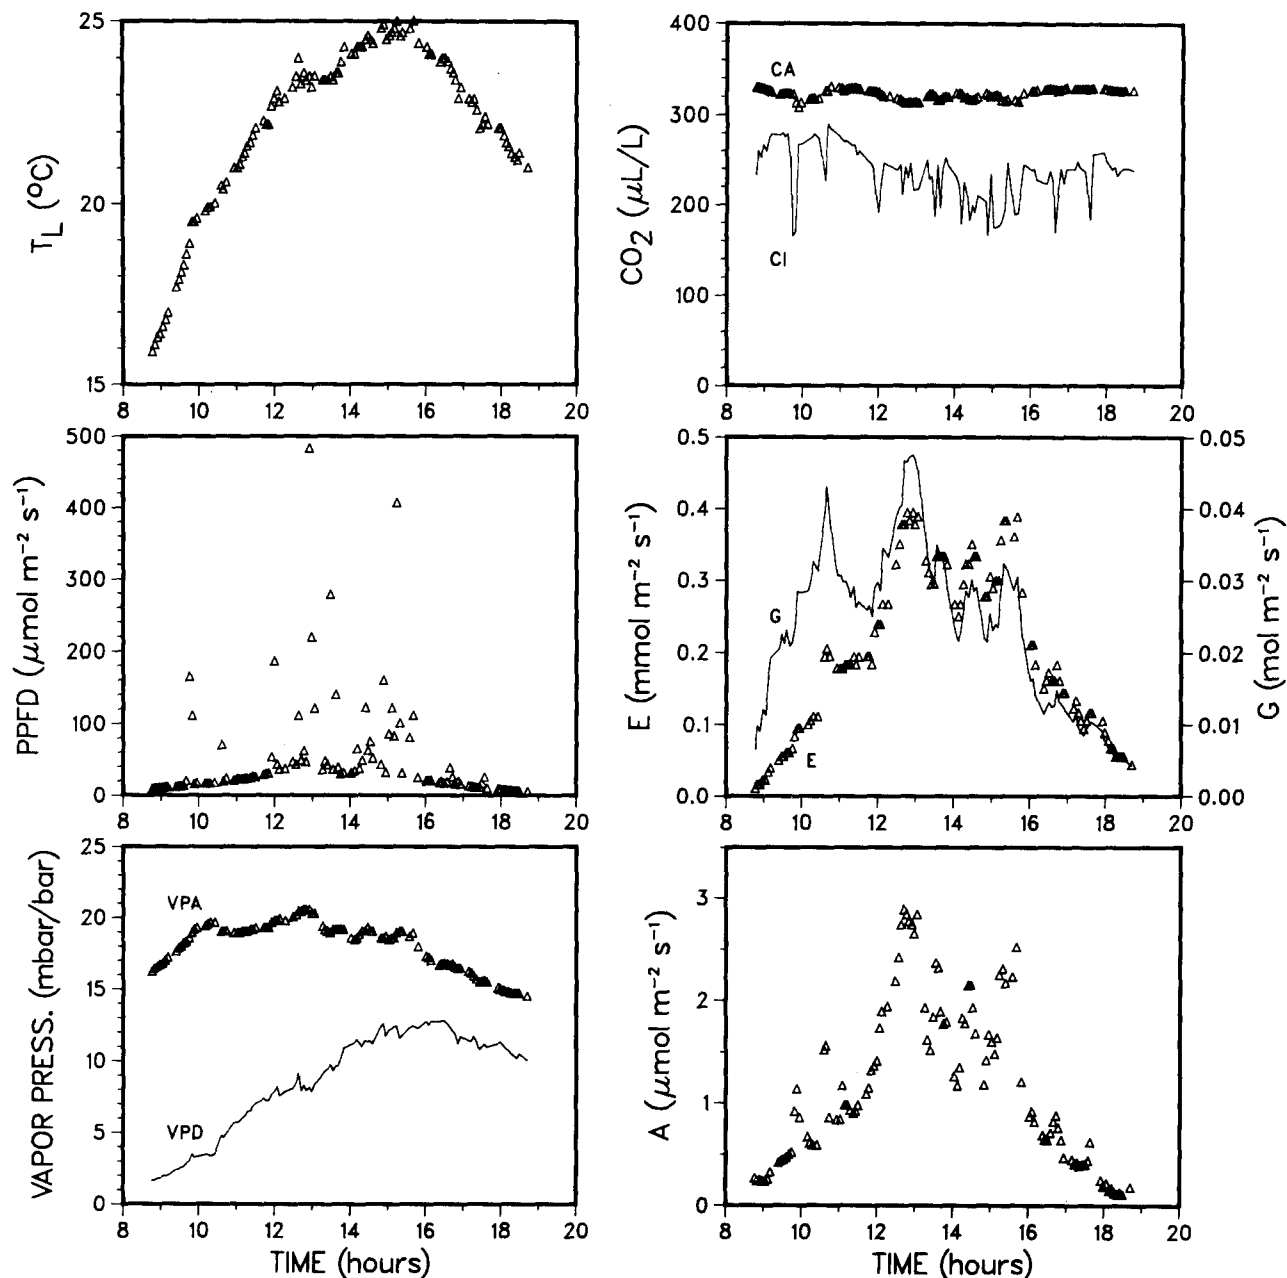 25
20
15
T_L (°C)
8 10 12 14 16 18 20
400
300
200
100
0
CO₂ (μL/L)
CA
CI
8 10 12 14 16 18 20
500
400
300
200
100
0
PPFD (μmol m⁻² s⁻¹)
8 10 12 14 16 18 20
0.5
0.4
0.3
0.2
0.1
0.0
E (mmol m⁻² s⁻¹)
G
E
0.05
0.04
0.03
0.02
0.01
0.00
G (mol m⁻² s⁻¹)
8 10 12 14 16 18 20
25
20
15
10
5
0
VAPOR PRESS. (mbar/bar)
VPA
VPD
8 10 12 14 16 18 20
TIME (hours)
3
2
1
0
A (μmol m⁻² s⁻¹)
8 10 12 14 16 18 20
TIME (hours)